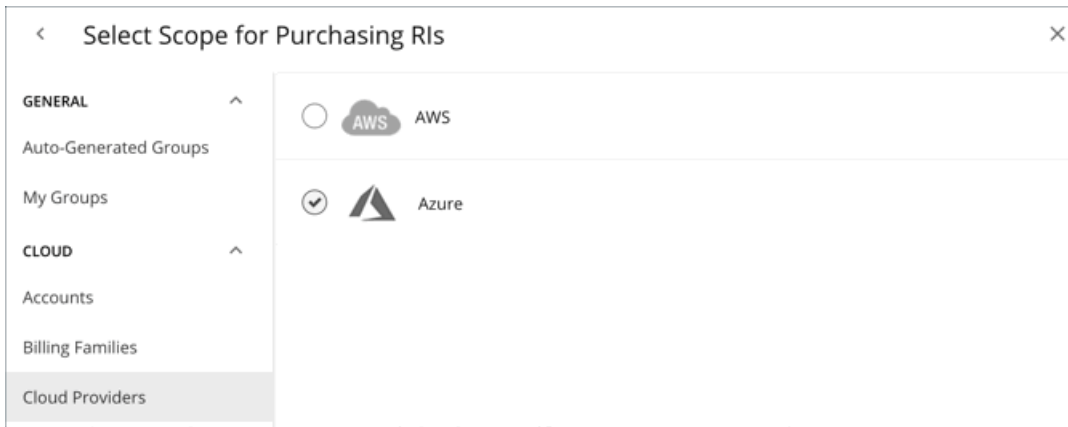 Select Scope for Purchasing RIs
GENERAL
Auto-Generated Groups
My Groups
CLOUD
Accounts
Billing Families
Cloud Providers
AWS AWS
Azure